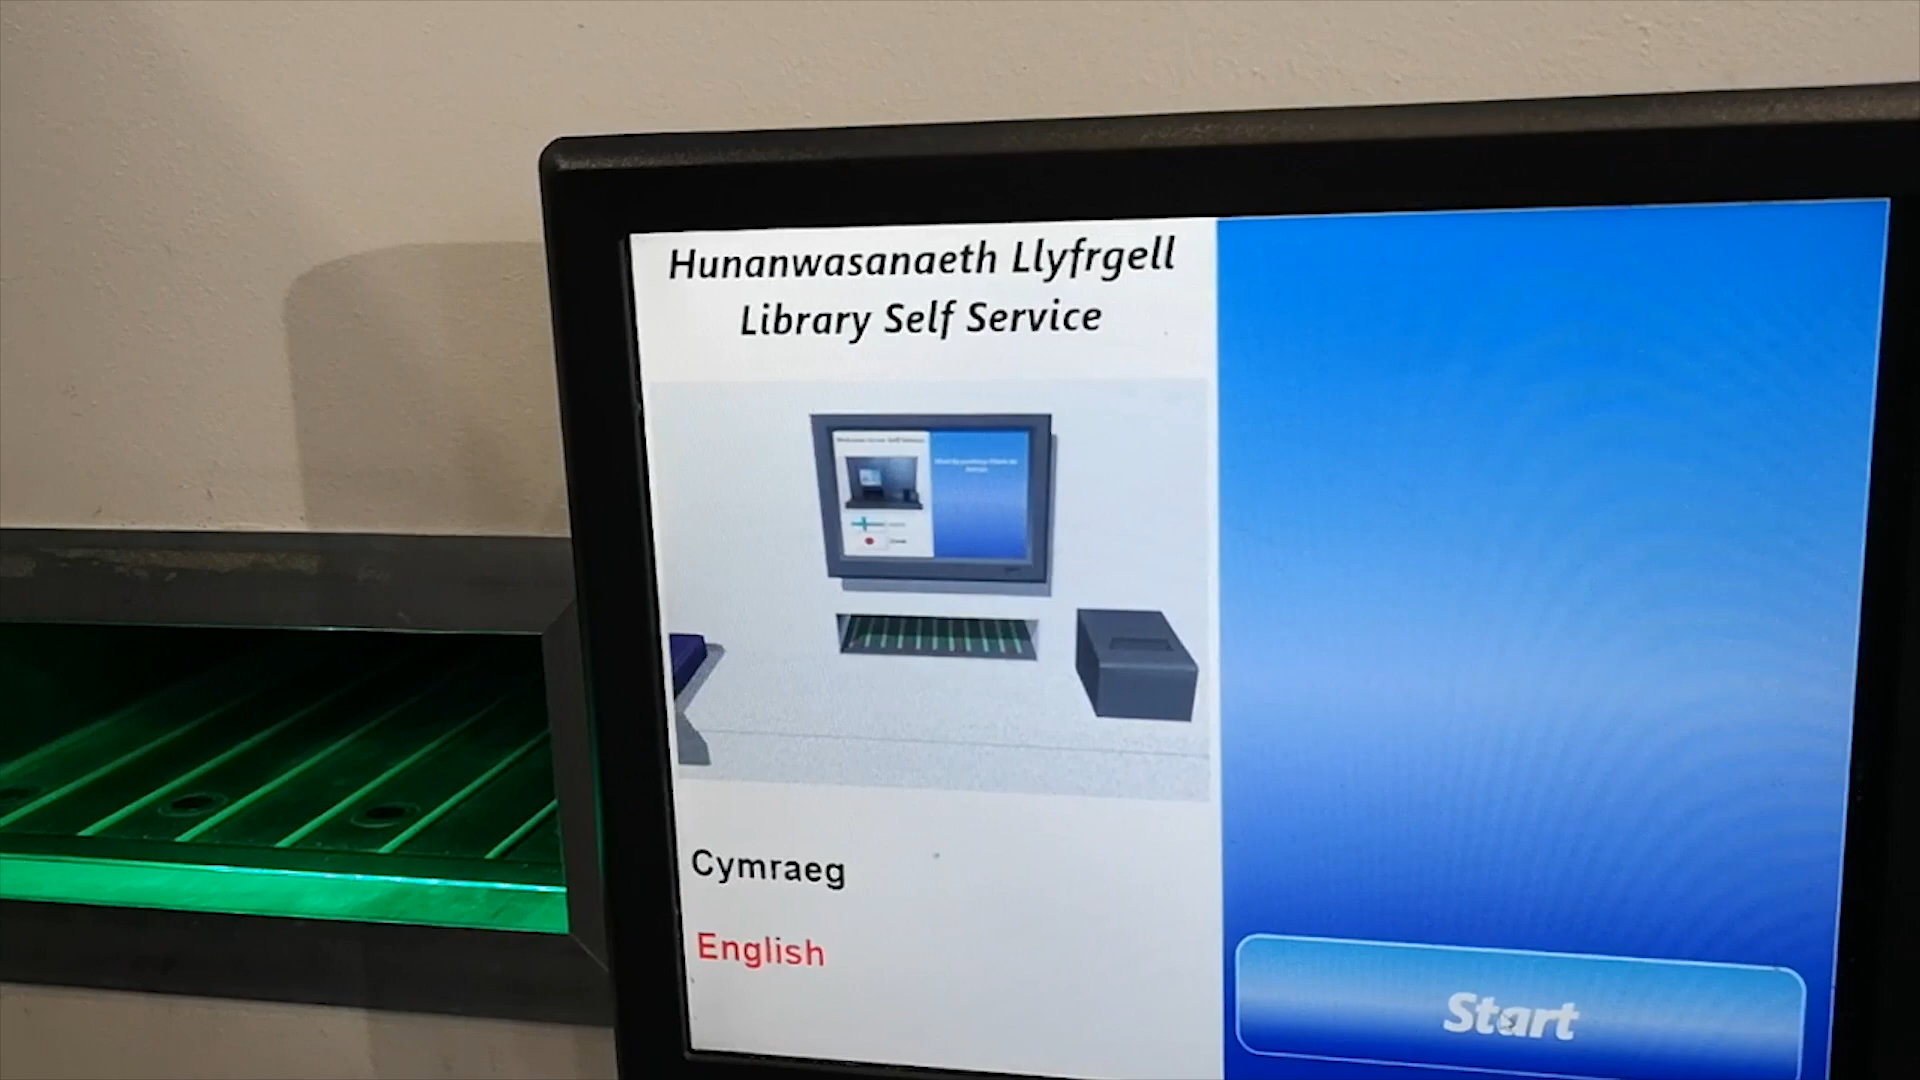 Hunanwasanaeth Llyfrgell
Library Self Service
Cymraeg
English
Start